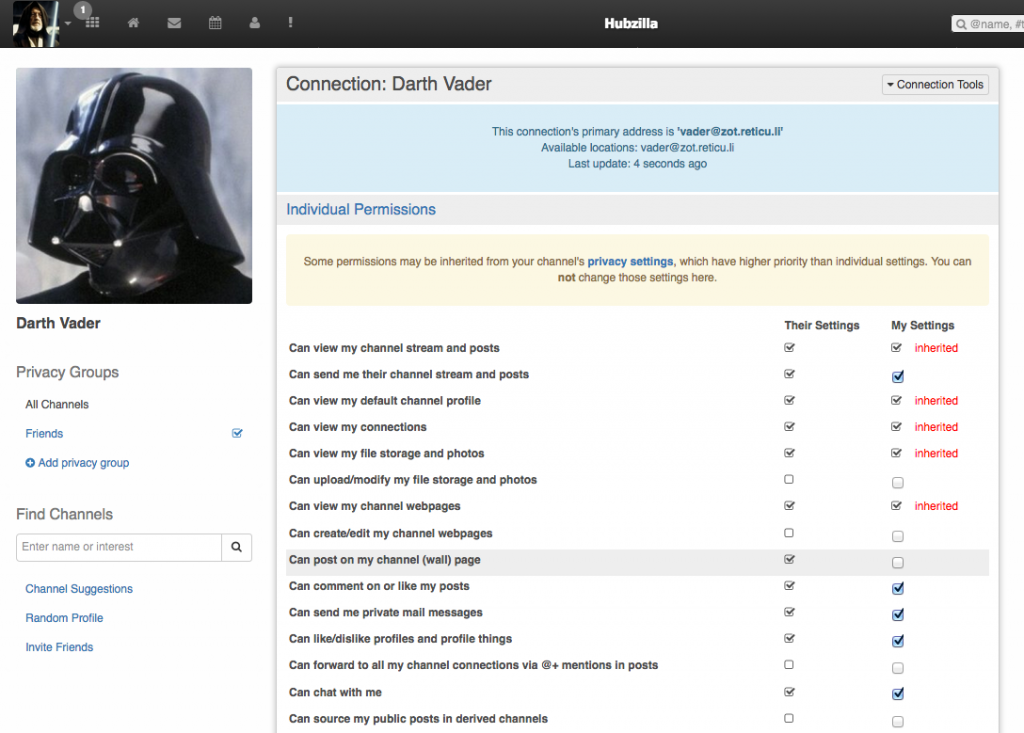 1
Hubzilla
@name, #t
Darth Vader
Privacy Groups
All Channels
Friends
Add privacy group
Find Channels
Enter name or interest
Channel Suggestions
Random Profile
Invite Friends
Connection: Darth Vader
Connection Tools
This connection's primary address is 'vader@zot.reticu.li'
Available locations: vader@zot.reticu.li
Last update: 4 seconds ago
Individual Permissions
Some permissions may be inherited from your channel's privacy settings, which have higher priority than individual settings. You can
not change those settings here.
Their Settings My Settings
Can view my channel stream and posts inherited
Can send me their channel stream and posts
Can view my default channel profile inherited
Can view my connections inherited
Can view my file storage and photos inherited
Can upload/modify my file storage and photos
Can view my channel webpages inherited
Can create/edit my channel webpages
Can post on my channel (wall) page
Can comment on or like my posts
Can send me private mail messages
Can like/dislike profiles and profile things
Can forward to all my channel connections via @+ mentions in posts
Can chat with me
Can source my public posts in derived channels